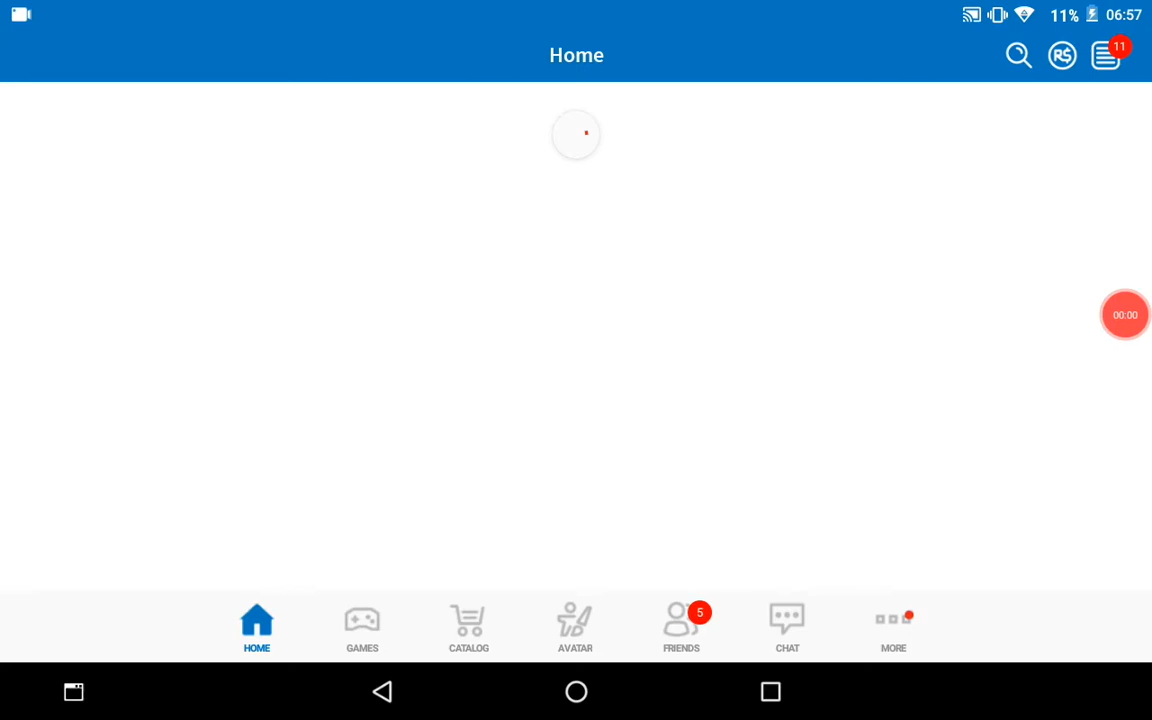 11% 06:57
Home
R$ 11
00:00
5
HOME GAMES CATALOG AVATAR FRIENDS CHAT MORE